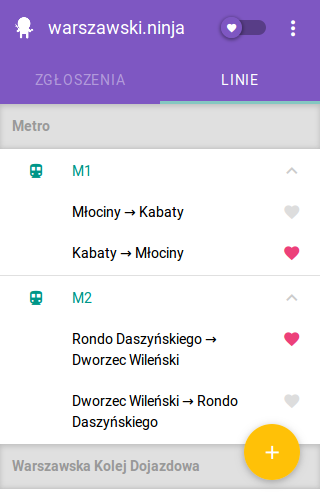 warszawski.ninja
ZGŁOSZENIA
LINIE
Metro
M1
Młociny → Kabaty
Kabaty → Młociny
M2
Rondo Daszyńskiego →
Dworzec Wileński
Dworzec Wileński → Rondo
Daszyńskiego
Warszawska Kolej Dojazdowa